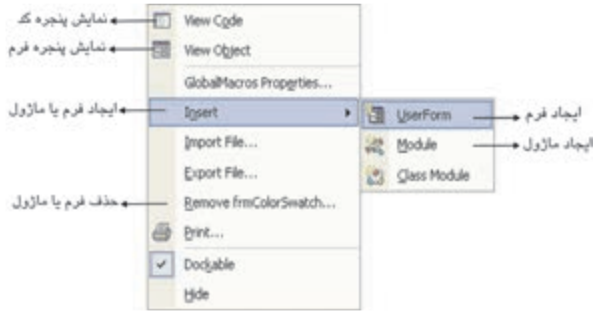 نمایش پنجره کد
View Code
نمایش پنجره فرم
View Object
GlobalMacros Properties...
ایجاد فرم یا ماژول
Insert
UserForm
ایجاد فرم
Import File...
Module
ایجاد ماژول
Export File...
Class Module
حذف فرم یا ماژول
Remove frmColorSwatch...
Print...
Dockable
Hide